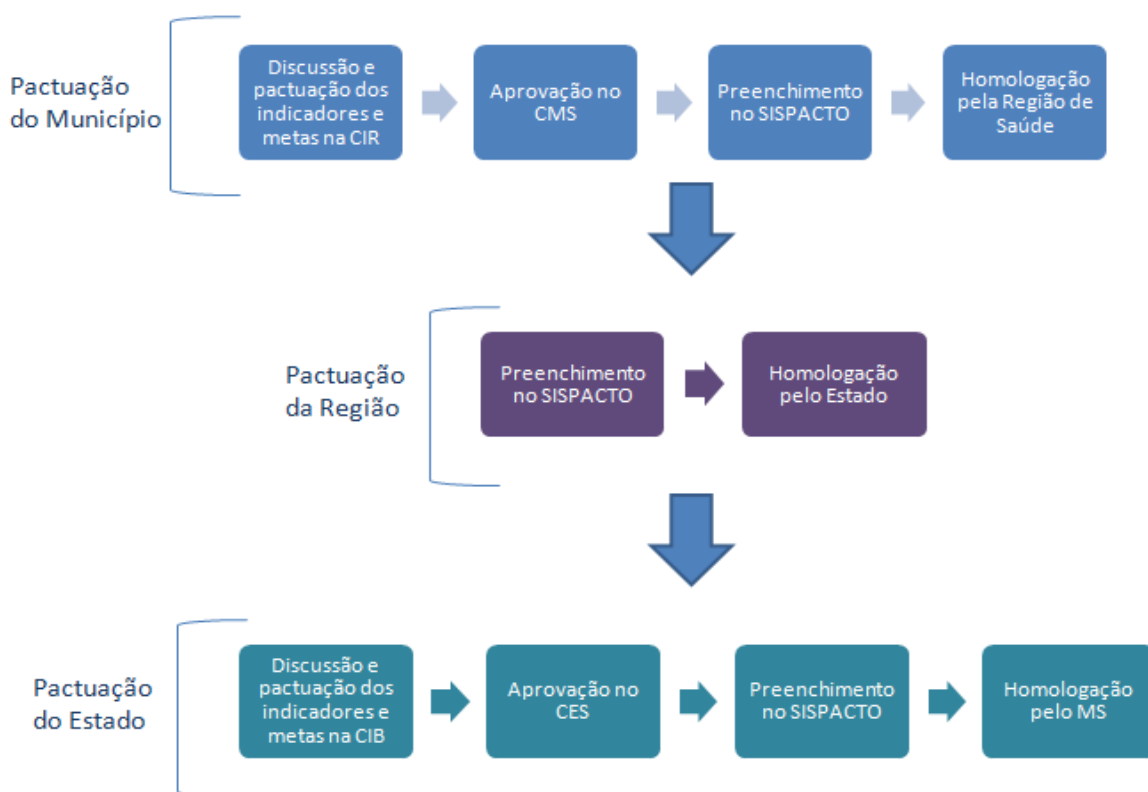 Pactuação
do Município
Discussão e
pactuação dos
indicadores e
metas na CIR
Aprovação no
CMS
Preenchimento
no SISPACTO
Homologação
pela Região de
Saúde
Pactuação
da Região
Preenchimento
no SISPACTO
Homologação
pelo Estado
Pactuação
do Estado
Discussão e
pactuação dos
indicadores e
metas na CIB
Aprovação no
CES
Preenchimento
no SISPACTO
Homologação
pelo MS